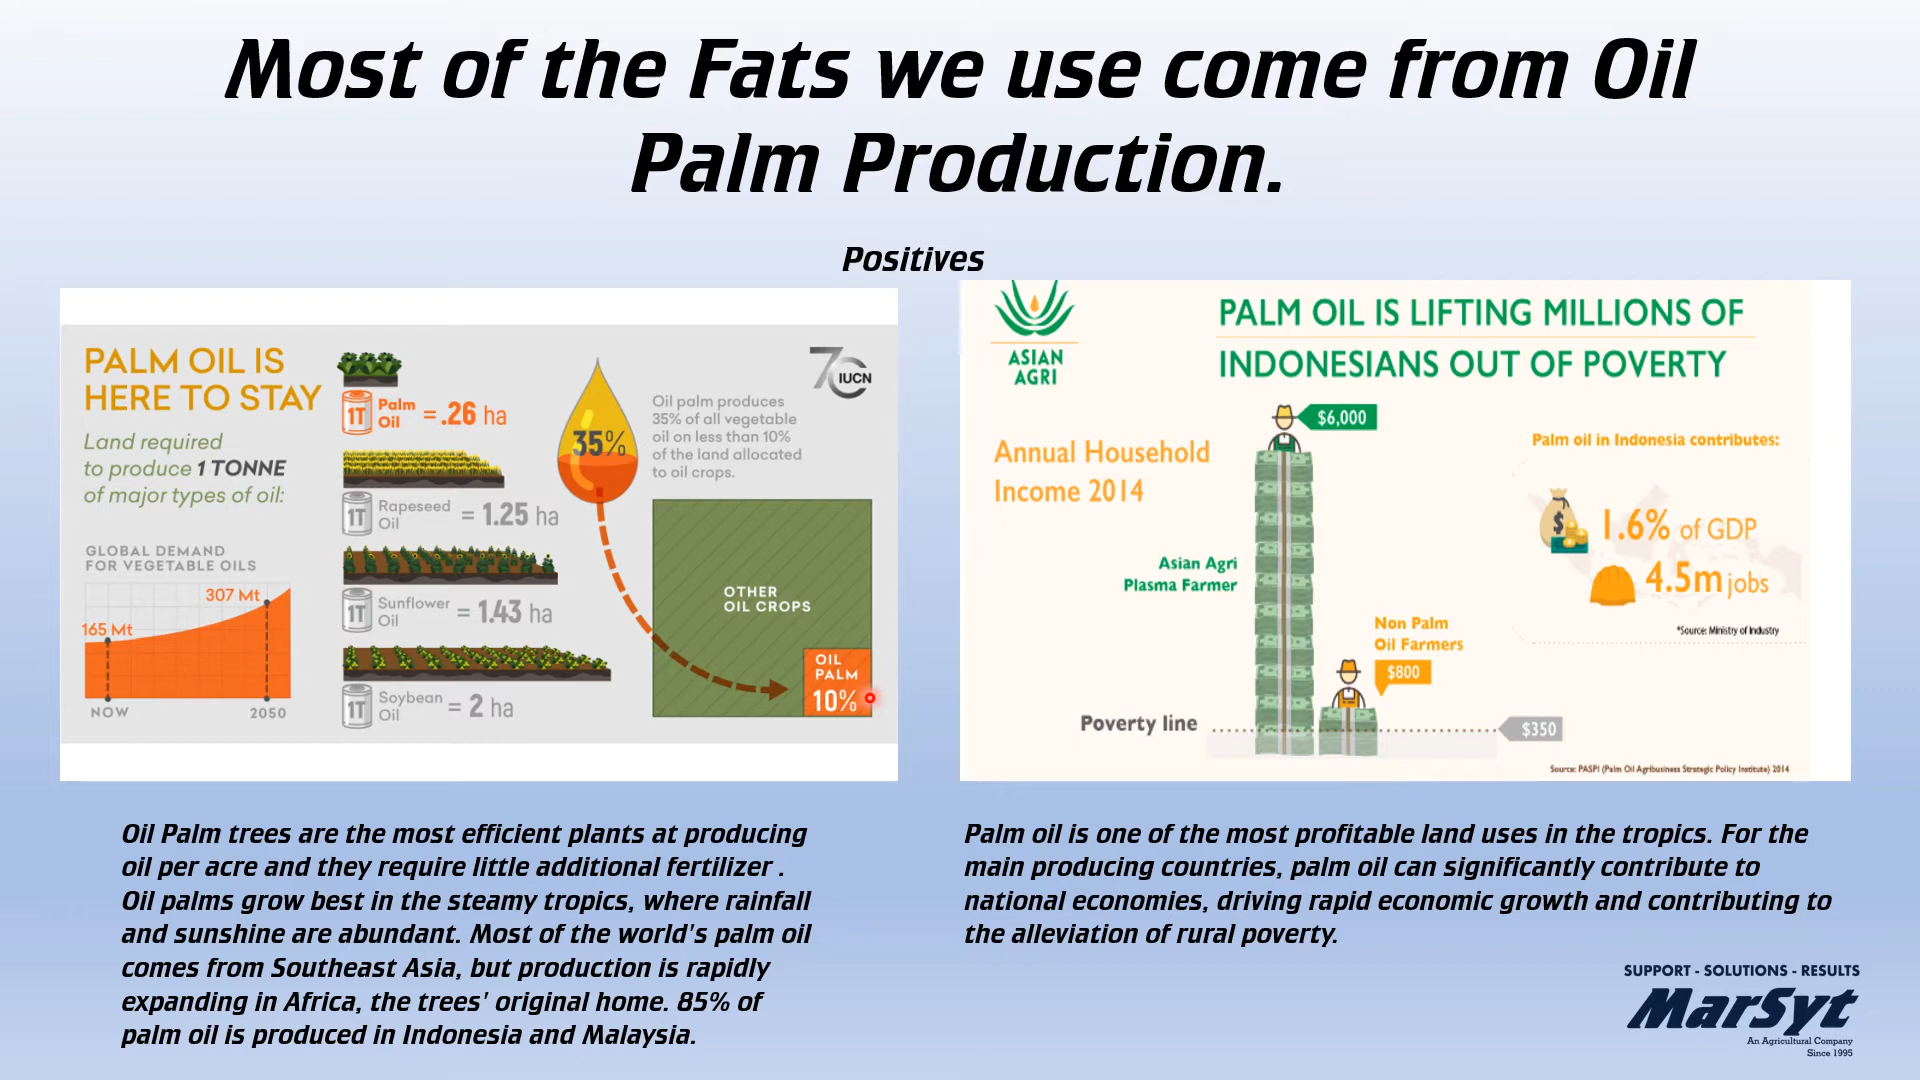 Most of the Fats we use come from Oil
Palm Production.
Positives
PALM OIL IS
HERE TO STAY
Land required
to produce 1 TONNE
of major types of oil:
GLOBAL DEMAND
FOR VEGETABLE OILS
307 Mt
165 Mt
NOW
2050
1T Palm Oil = .26 ha
1T Rapeseed Oil = 1.25 ha
1T Sunflower Oil = 1.43 ha
1T Soybean Oil = 2 ha
35%
70 IUCN
Oil palm produces
35% of all vegetable
oil on less than 10%
of the land allocated
to oil crops.
OTHER
OIL CROPS
OIL
PALM
10%
ASIAN
AGRI
PALM OIL IS LIFTING MILLIONS OF
INDONESIANS OUT OF POVERTY
Annual Household
Income 2014
$6,000
Asian Agri
Plasma Farmer
Non Palm
Oil Farmers
$800
Poverty line
$350
Palm oil in Indonesia contributes:
$
1.6% of GDP
4.5m jobs
*Source: Ministry of Industry
Source: PASPI (Palm Oil Agribusiness Strategic Policy Institute) 2014
Oil Palm trees are the most efficient plants at producing
oil per acre and they require little additional fertilizer .
Oil palms grow best in the steamy tropics, where rainfall
and sunshine are abundant. Most of the world's palm oil
comes from Southeast Asia, but production is rapidly
expanding in Africa, the trees' original home. 85% of
palm oil is produced in Indonesia and Malaysia.
Palm oil is one of the most profitable land uses in the tropics. For the
main producing countries, palm oil can significantly contribute to
national economies, driving rapid economic growth and contributing to
the alleviation of rural poverty.
SUPPORT - SOLUTIONS - RESULTS
MarSyt
An Agricultural Company
Since 1995